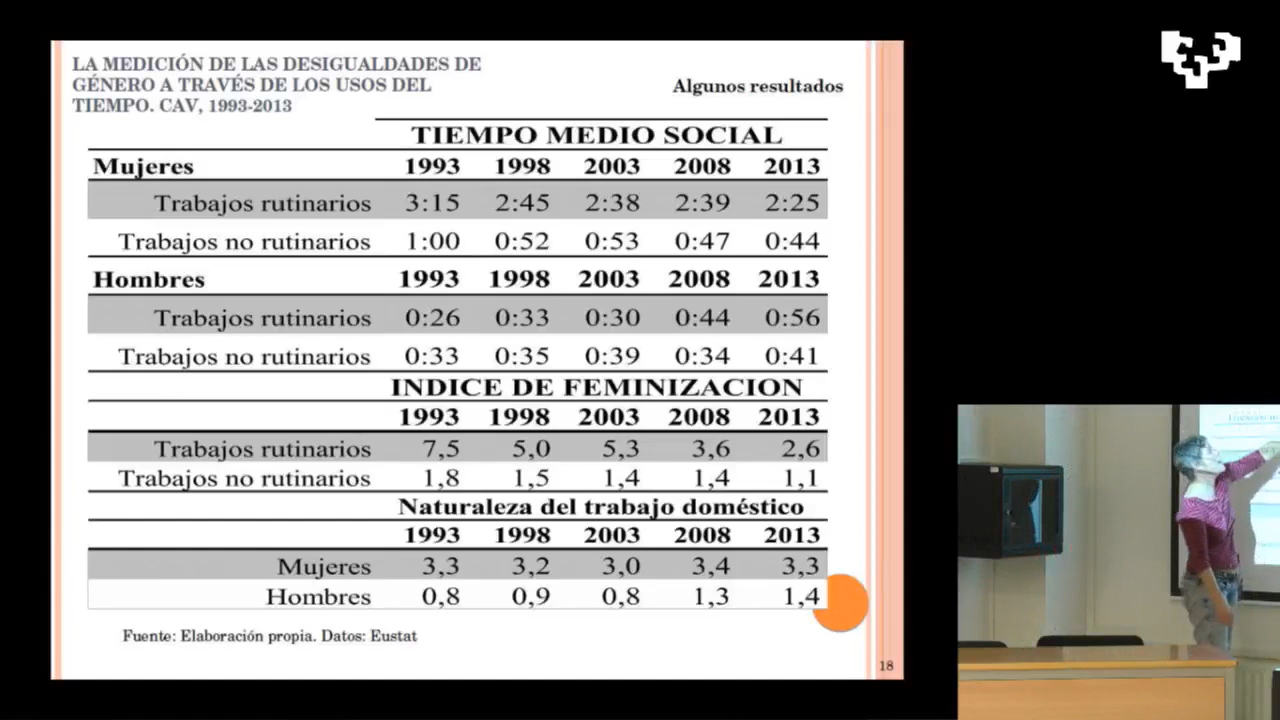 LA MEDICIÓN DE LAS DESIGUALDADES DE
GÉNERO A TRAVÉS DE LOS USOS DEL
TIEMPO. CAV, 1993-2013
Algunos resultados
TIEMPO MEDIO SOCIAL
Mujeres 1993 1998 2003 2008 2013
Trabajos rutinarios 3:15 2:45 2:38 2:39 2:25
Trabajos no rutinarios 1:00 0:52 0:53 0:47 0:44
Hombres 1993 1998 2003 2008 2013
Trabajos rutinarios 0:26 0:33 0:30 0:44 0:56
Trabajos no rutinarios 0:33 0:35 0:39 0:34 0:41
INDICE DE FEMINIZACION
1993 1998 2003 2008 2013
Trabajos rutinarios 7,5 5,0 5,3 3,6 2,6
Trabajos no rutinarios 1,8 1,5 1,4 1,4 1,1
Naturaleza del trabajo doméstico
1993 1998 2003 2008 2013
Mujeres 3,3 3,2 3,0 3,4 3,3
Hombres 0,8 0,9 0,8 1,3 1,4
Fuente: Elaboración propia. Datos: Eustat
18